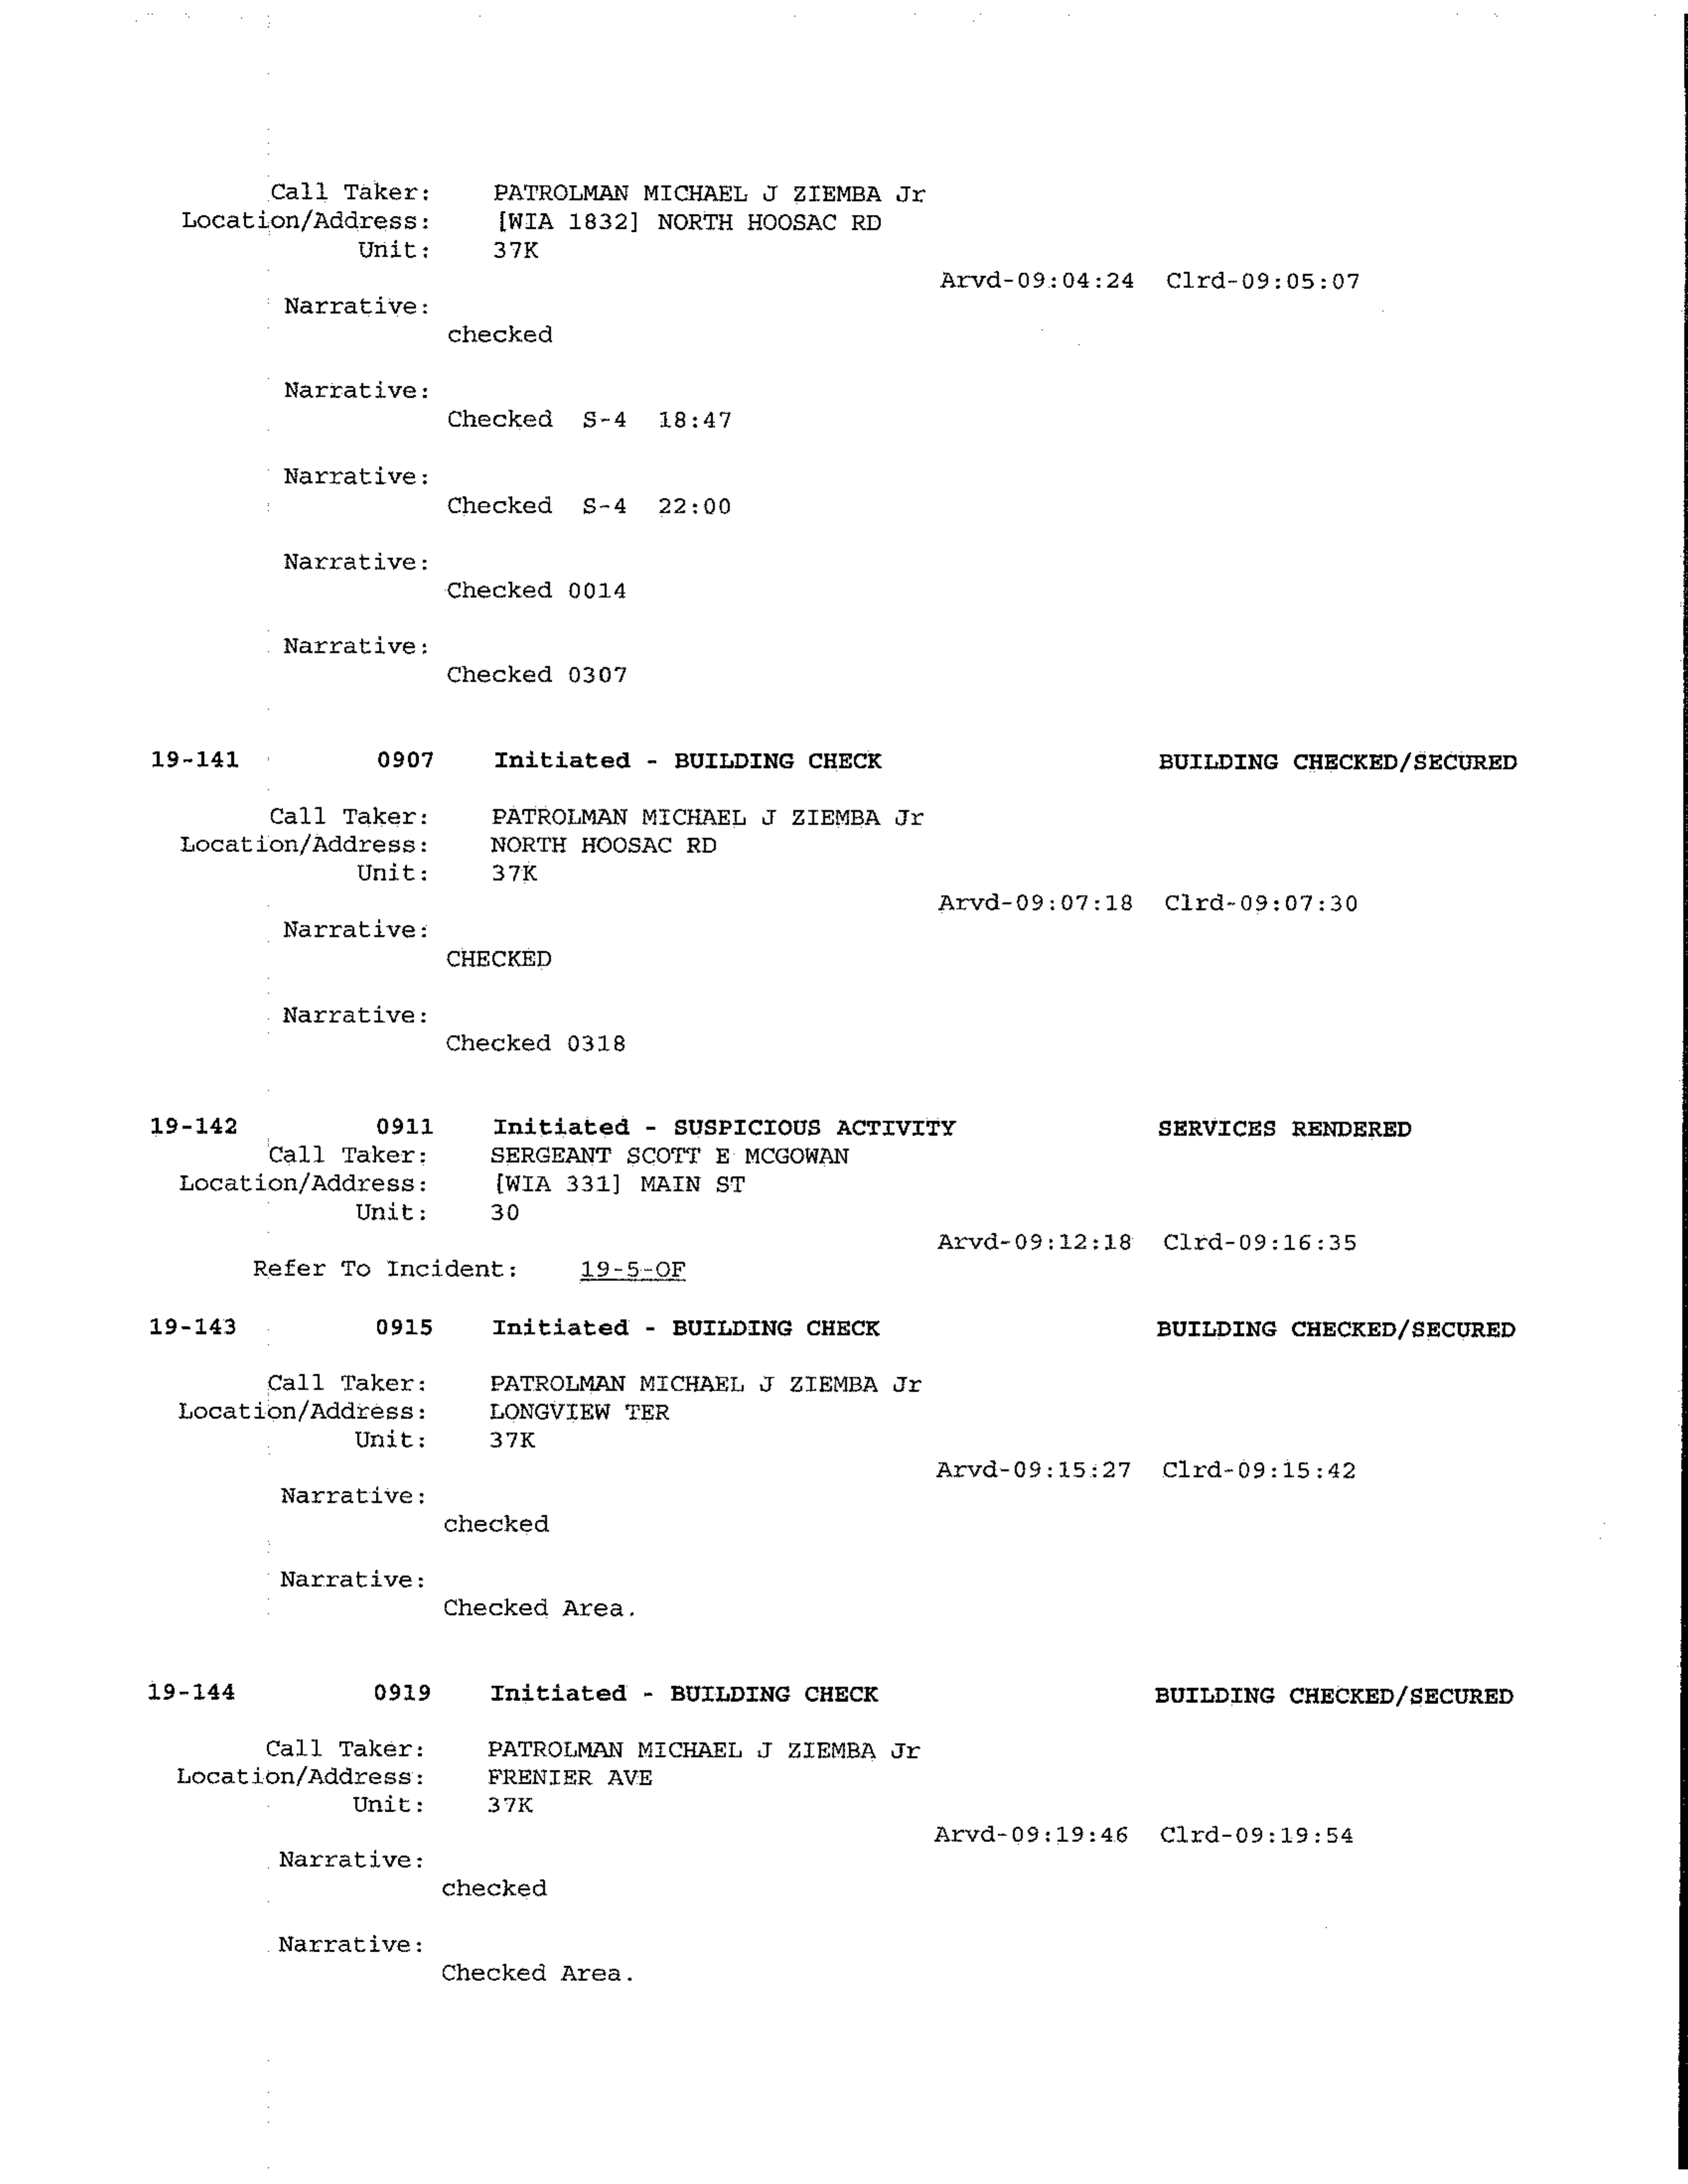 Call Taker: PATROLMAN MICHAEL J ZIEMBA Jr
Location/Address: [WIA 1832] NORTH HOOSAC RD
Unit: 37K
Arvd-09:04:24 Clrd-09:05:07
Narrative:
checked
Narrative:
Checked S-4 18:47
Narrative:
Checked S-4 22:00
Narrative:
Checked 0014
Narrative:
Checked 0307
19-141 0907 Initiated - BUILDING CHECK BUILDING CHECKED/SECURED
Call Taker: PATROLMAN MICHAEL J ZIEMBA Jr
Location/Address: NORTH HOOSAC RD
Unit: 37K
Arvd-09:07:18 Clrd-09:07:30
Narrative:
CHECKED
Narrative:
Checked 0318
19-142 0911 Initiated - SUSPICIOUS ACTIVITY SERVICES RENDERED
Call Taker: SERGEANT SCOTT E MCGOWAN
Location/Address: [WIA 331] MAIN ST
Unit: 30
Arvd-09:12:18 Clrd-09:16:35
Refer To Incident: 19-5-OF
19-143 0915 Initiated - BUILDING CHECK BUILDING CHECKED/SECURED
Call Taker: PATROLMAN MICHAEL J ZIEMBA Jr
Location/Address: LONGVIEW TER
Unit: 37K
Arvd-09:15:27 Clrd-09:15:42
Narrative:
checked
Narrative:
Checked Area.
19-144 0919 Initiated - BUILDING CHECK BUILDING CHECKED/SECURED
Call Taker: PATROLMAN MICHAEL J ZIEMBA Jr
Location/Address: FRENIER AVE
Unit: 37K
Arvd-09:19:46 Clrd-09:19:54
Narrative:
checked
Narrative:
Checked Area.